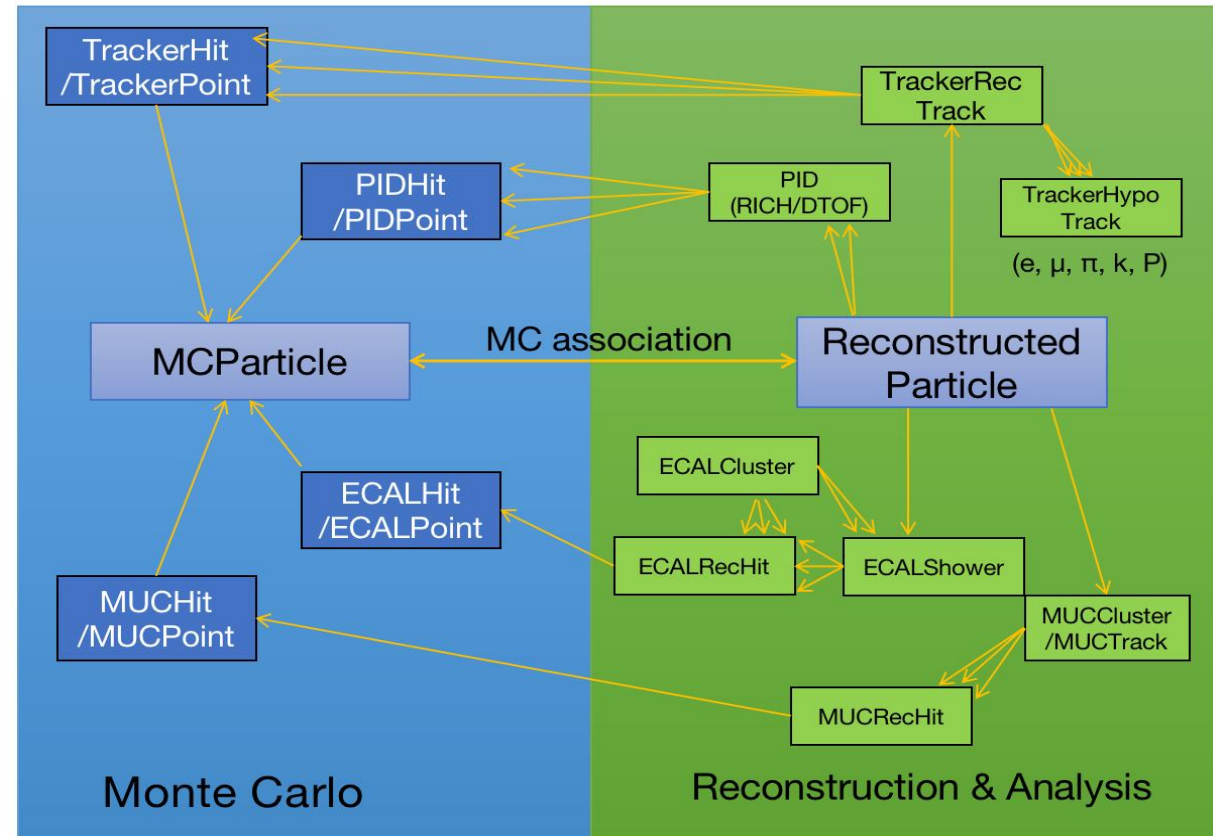 TrackerHit
/TrackerPoint
TrackerRec
Track
PIDHit
/PIDPoint
PID
(RICH/DTOF)
TrackerHypo
Track
(e, μ, π, k, P)
MCParticle
MC association
Reconstructed
Particle
ECALCluster
ECALHit
/ECALPoint
ECALRecHit
ECALShower
MUCHit
/MUCPoint
MUCCluster
/MUCTrack
MUCRecHit
Monte Carlo
Reconstruction & Analysis